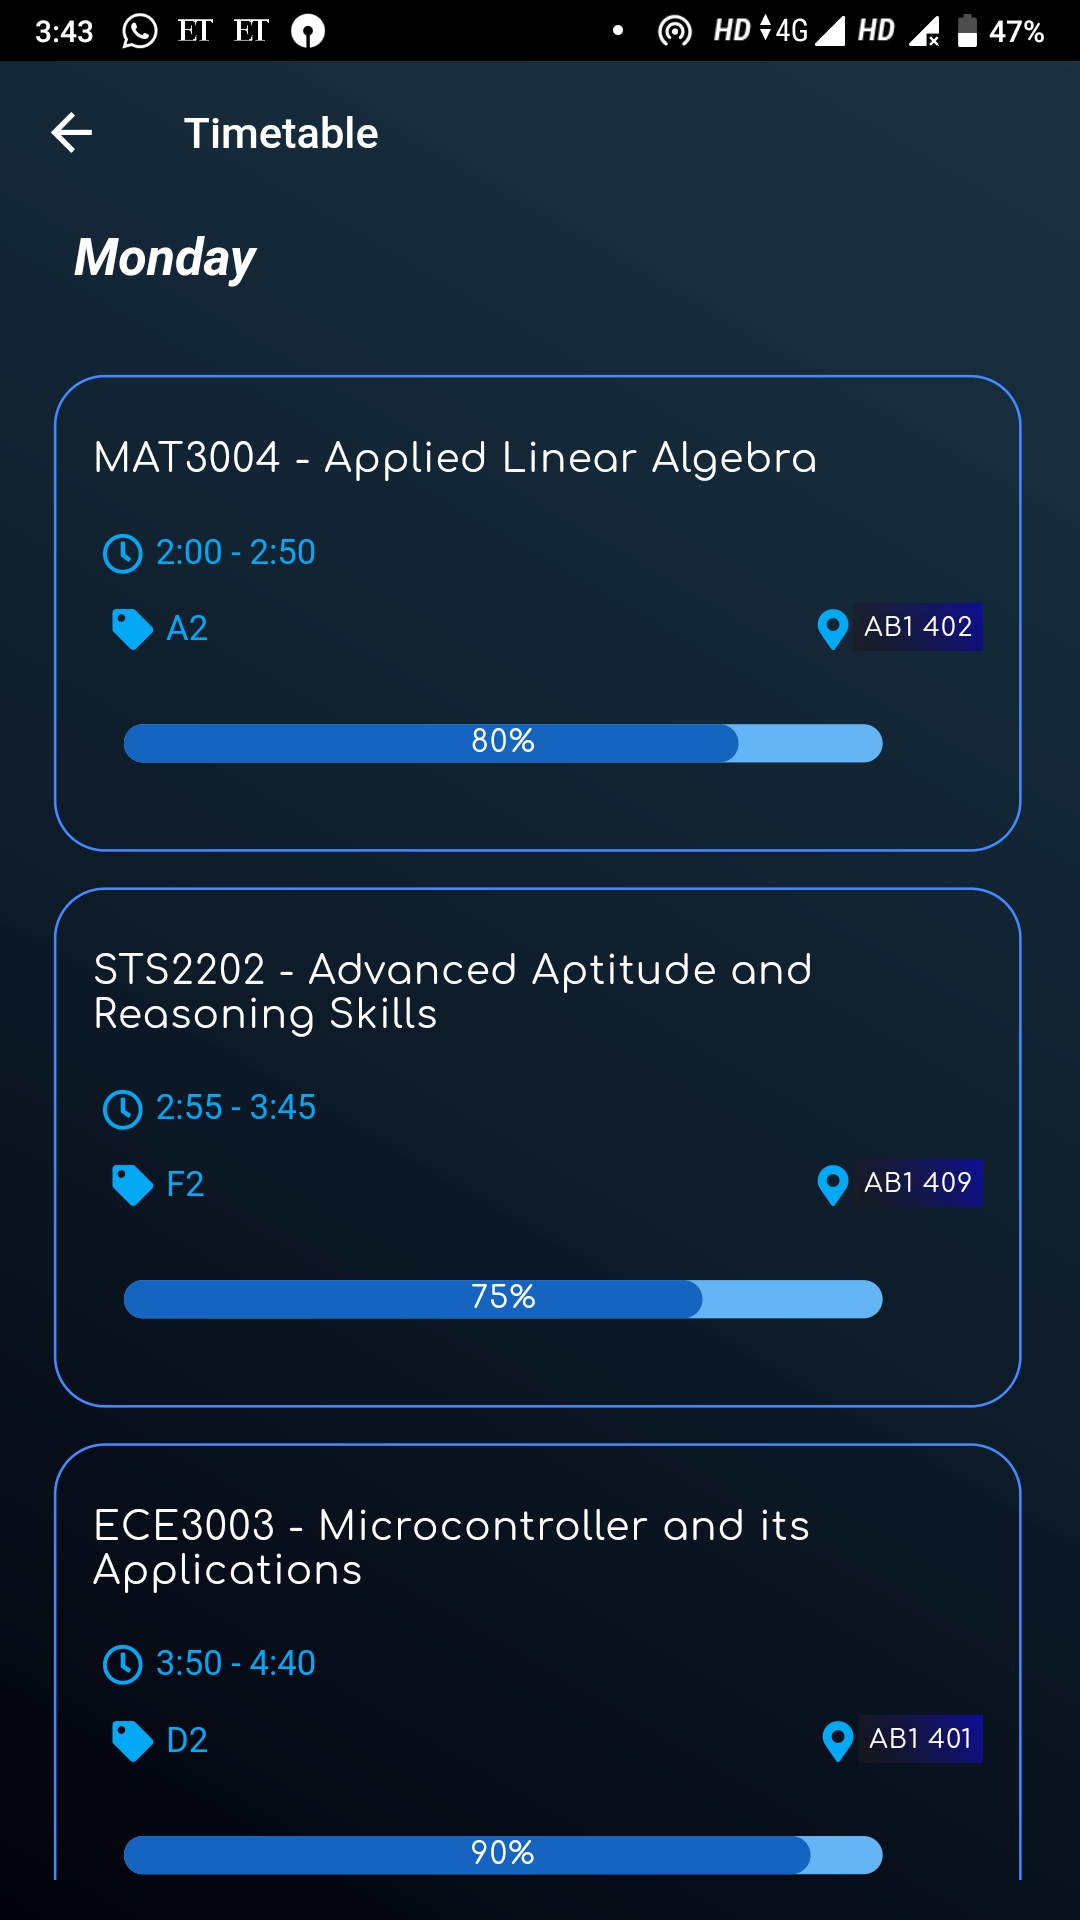 3:43 ET ET HD 4G HD 47%
Timetable
Monday
MAT3004 - Applied Linear Algebra
2:00 - 2:50
A2 AB1 402
80%
STS2202 - Advanced Aptitude and
Reasoning Skills
2:55 - 3:45
F2 AB1 409
75%
ECE3003 - Microcontroller and its
Applications
3:50 - 4:40
D2 AB1 401
90%